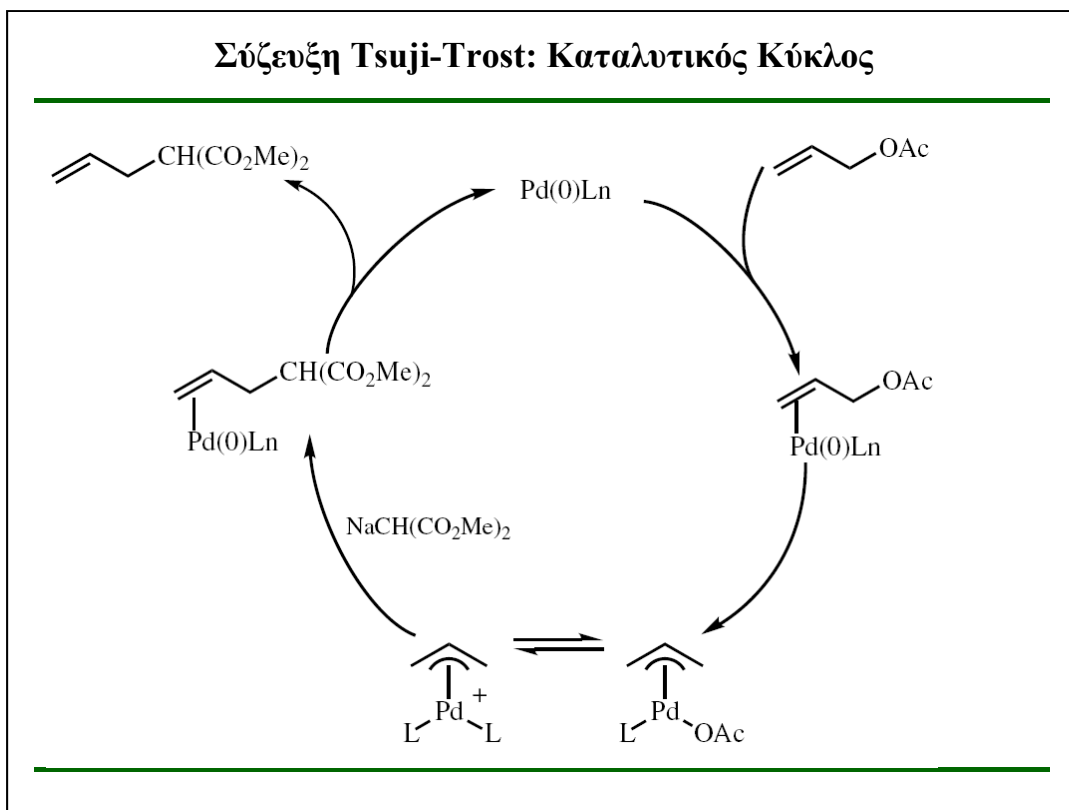 Σύζευξη Tsuji-Trost: Καταλυτικός Κύκλος
CH(CO₂Me)₂
Pd(0)Ln
OAc
CH(CO₂Me)₂
Pd(0)Ln
OAc
Pd(0)Ln
NaCH(CO₂Me)₂
Pd +
L L
Pd
L OAc